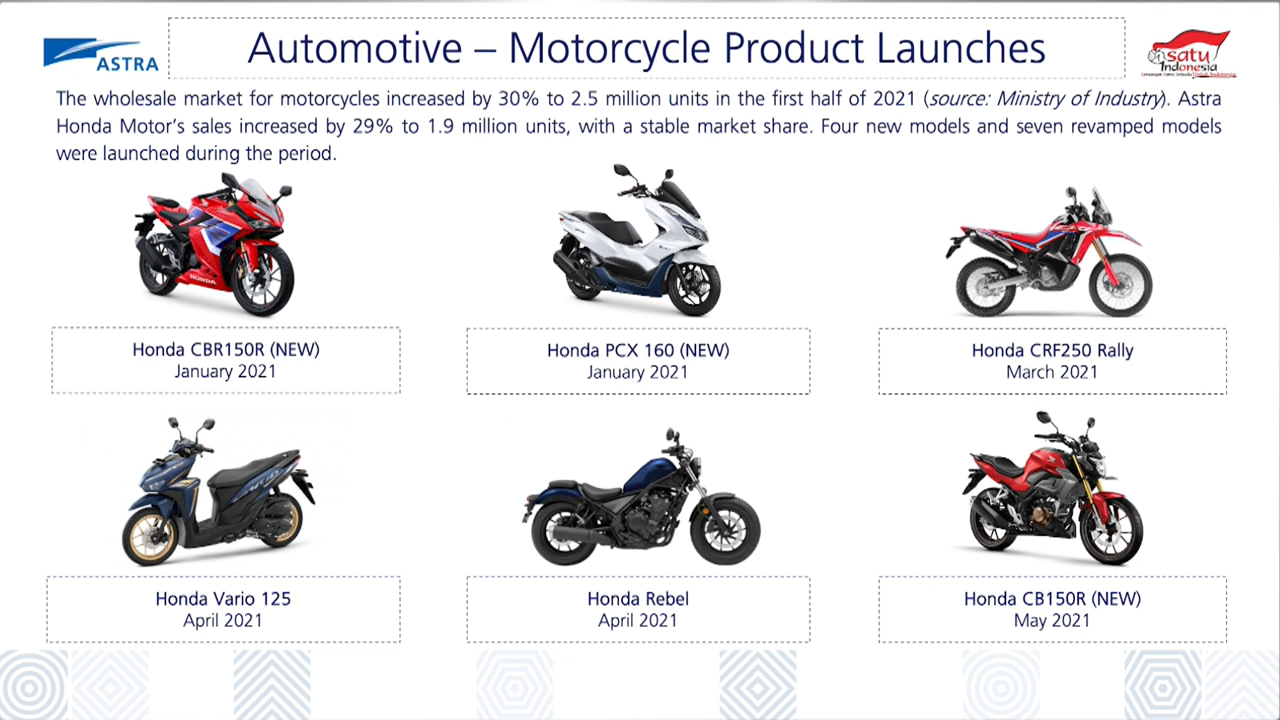 ASTRA
Automotive – Motorcycle Product Launches
satu
Indonesia
The wholesale market for motorcycles increased by 30% to 2.5 million units in the first half of 2021 (source: Ministry of Industry). Astra
Honda Motor's sales increased by 29% to 1.9 million units, with a stable market share. Four new models and seven revamped models
were launched during the period.
HONDA
Honda CBR150R (NEW)
January 2021
Honda PCX 160 (NEW)
January 2021
Honda CRF250 Rally
March 2021
Honda Vario 125
April 2021
Honda Rebel
April 2021
Honda CB150R (NEW)
May 2021